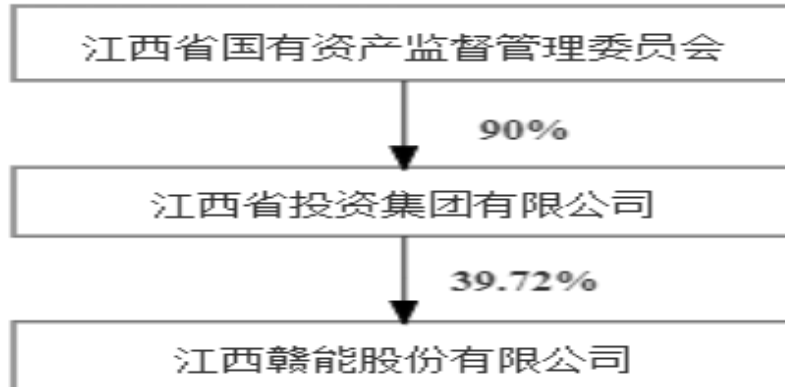 江西省国有资产监督管理委员会
90%
江西省投资集团有限公司
39.72%
江西赣能股份有限公司